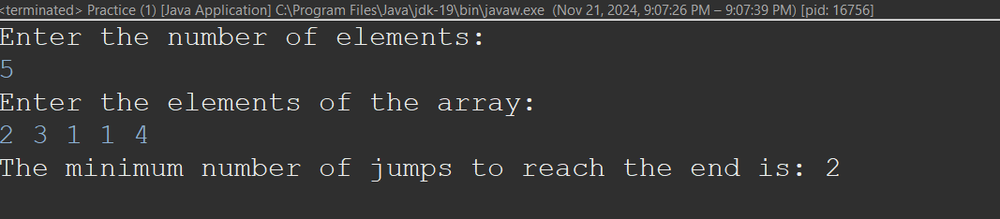 <terminated> Practice (1) [Java Application] C:\Program Files\Java\jdk-19\bin\javaw.exe (Nov 21, 2024, 9:07:26 PM – 9:07:39 PM) [pid: 16756]
Enter the number of elements:
5
Enter the elements of the array:
2 3 1 1 4
The minimum number of jumps to reach the end is: 2